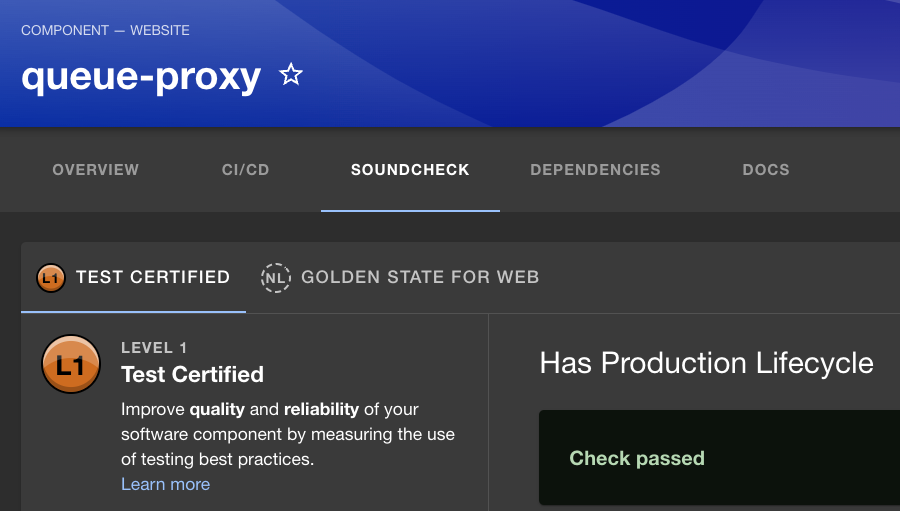 COMPONENT — WEBSITE
queue-proxy
OVERVIEW
CI/CD
SOUNDCHECK
DEPENDENCIES
DOCS
L1 TEST CERTIFIED
NL GOLDEN STATE FOR WEB
L1
LEVEL 1
Test Certified
Improve quality and reliability of your
software component by measuring the use
of testing best practices.
Learn more
Has Production Lifecycle
Check passed